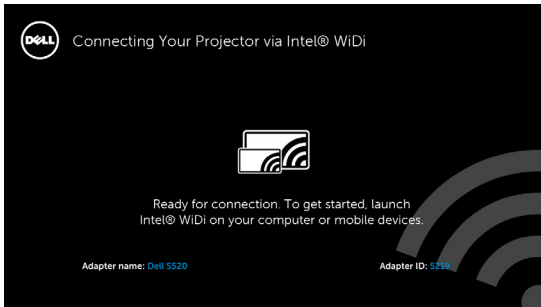 DELL
Connecting Your Projector via Intel® WiDi
Ready for connection. To get started, launch
Intel® WiDi on your computer or mobile devices.
Adapter name: Dell S520 Adapter ID: 5219